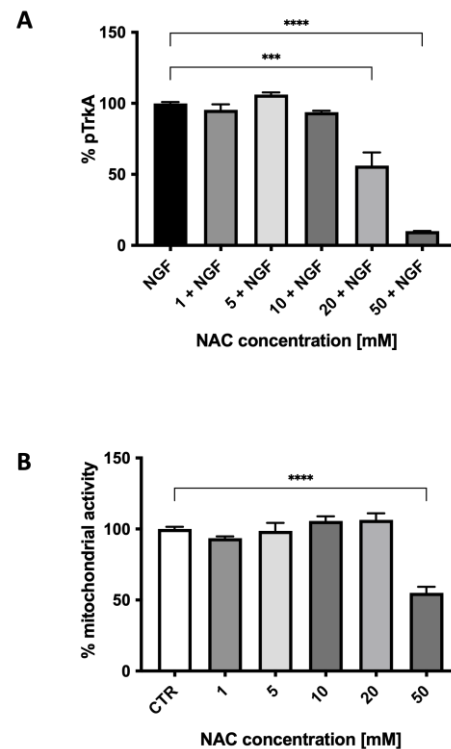 A
****
***
% pTrkA
150
100
50
0
NGF
1 + NGF
5 + NGF
10 + NGF
20 + NGF
50 + NGF
NAC concentration [mM]
B
****
% mitochondrial activity
150
100
50
0
CTR
1
5
10
20
50
NAC concentration [mM]